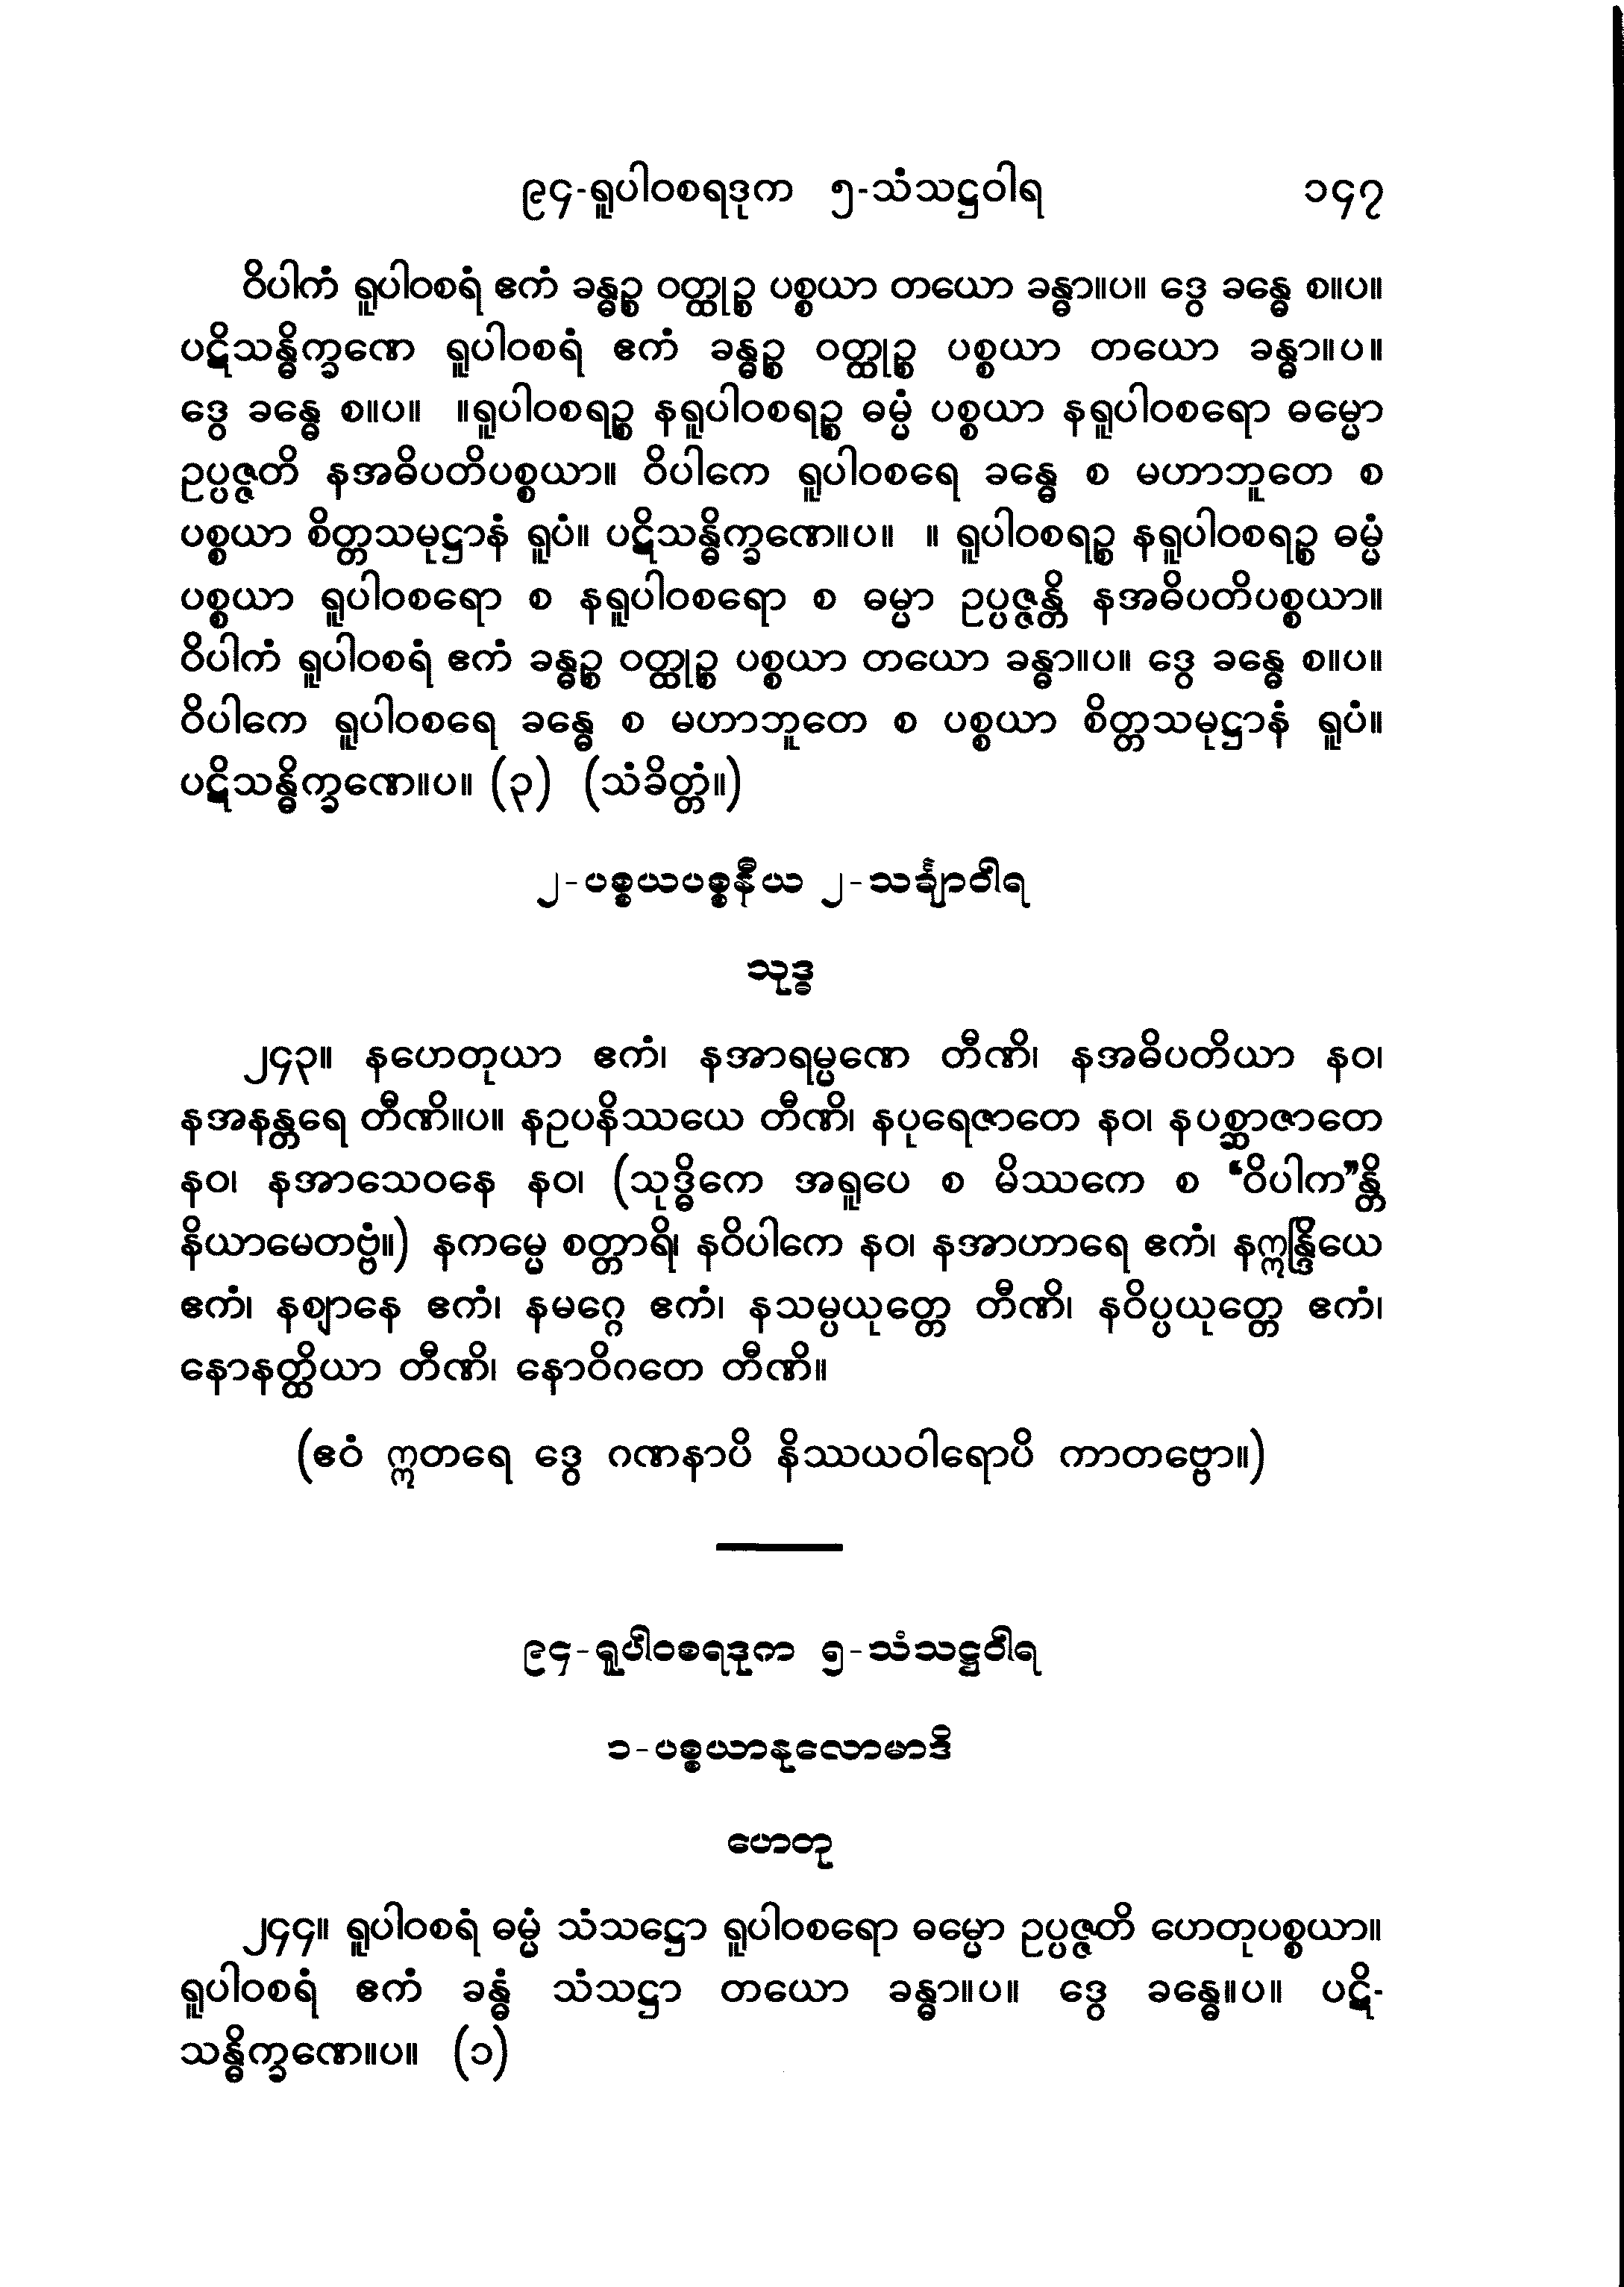 ၉၄-ရူပါဝစရဒုက ၅-သံသဋ္ဌဝါရ ၁၄၇
ဝိပါကံ ရူပါဝစရံ ဧကံ ခန္ဓဉ္စ ဝတ္ထုဉ္စ ပစ္စယာ တယော ခန္ဓာ။ပ။ ဒွေ ခန္ဓေ စ။ပ။
ပဋိသန္ဓိက္ခဏေ ရူပါဝစရံ ဧကံ ခန္ဓဉ္စ ဝတ္ထုဉ္စ ပစ္စယာ တယော ခန္ဓာ။ပ။
ဒွေ ခန္ဓေ စ။ပ။ ။ရူပါဝစရဉ္စ နရူပါဝစရဉ္စ ဓမ္မံ ပစ္စယာ နရူပါဝစရော ဓမ္မော
ဥပ္ပဇ္ဇတိ နအဓိပတိပစ္စယာ။ ဝိပါကေ ရူပါဝစရေ ခန္ဓေ စ မဟာဘူတေ စ
ပစ္စယာ စိတ္တသမုဋ္ဌာနံ ရူပံ။ ပဋိသန္ဓိက္ခဏေ။ပ။ ။ ရူပါဝစရဉ္စ နရူပါဝစရဉ္စ ဓမ္မံ
ပစ္စယာ ရူပါဝစရော စ နရူပါဝစရော စ ဓမ္မာ ဥပ္ပဇ္ဇန္တိ နအဓိပတိပစ္စယာ။
ဝိပါကံ ရူပါဝစရံ ဧကံ ခန္ဓဉ္စ ဝတ္ထုဉ္စ ပစ္စယာ တယော ခန္ဓာ။ပ။ ဒွေ ခန္ဓေ စ။ပ။
ဝိပါကေ ရူပါဝစရေ ခန္ဓေ စ မဟာဘူတေ စ ပစ္စယာ စိတ္တသမုဋ္ဌာနံ ရူပံ။
ပဋိသန္ဓိက္ခဏေ။ပ။ (၃) (သံခိတ္တံ။)
၂-ပစ္စယပစ္စနီယ ၂-သင်္ချာဝါရ
သုဒ္ဓ
၂၄၃။ နဟေတုယာ ဧကံ၊ နအာရမ္မဏေ တီဏိ၊ နအဓိပတိယာ နဝ၊
နအနန္တရေ တီဏိ။ပ။ နဥပနိဿယေ တီဏိ၊ နပုရေဇာတေ နဝ၊ နပစ္ဆာဇာတေ
နဝ၊ နအာသေဝနေ နဝ၊ (သုဒ္ဓိကေ အရူပေ စ မိဿကေ စ “ဝိပါက”န္တိ
နိယာမေတဗ္ဗံ။) နကမ္မေ စတ္တာရိ၊ နဝိပါကေ နဝ၊ နအာဟာရေ ဧကံ၊ နဣန္ဒြိယေ
ဧကံ၊ နဈာနေ ဧကံ၊ နမဂ္ဂေ ဧကံ၊ နသမ္ပယုတ္တေ တီဏိ၊ နဝိပ္ပယုတ္တေ ဧကံ၊
နောနတ္ထိယာ တီဏိ၊ နောဝိဂတေ တီဏိ။
(ဧဝံ ဣတရေ ဒွေ ဂဏနာပိ နိဿယဝါရောပိ ကာတဗ္ဗော။)
၉၄-ရူပါဝစရဒုက ၅-သံသဋ္ဌဝါရ
၁-ပစ္စယာနုလောမာဒိ
ဟေတု
၂၄၄။ ရူပါဝစရံ ဓမ္မံ သံသဋ္ဌော ရူပါဝစရော ဓမ္မော ဥပ္ပဇ္ဇတိ ဟေတုပစ္စယာ။
ရူပါဝစရံ ဧကံ ခန္ဓံ သံသဋ္ဌာ တယော ခန္ဓာ။ပ။ ဒွေ ခန္ဓေ။ပ။ ပဋိ-
သန္ဓိက္ခဏေ။ပ။ (၁)